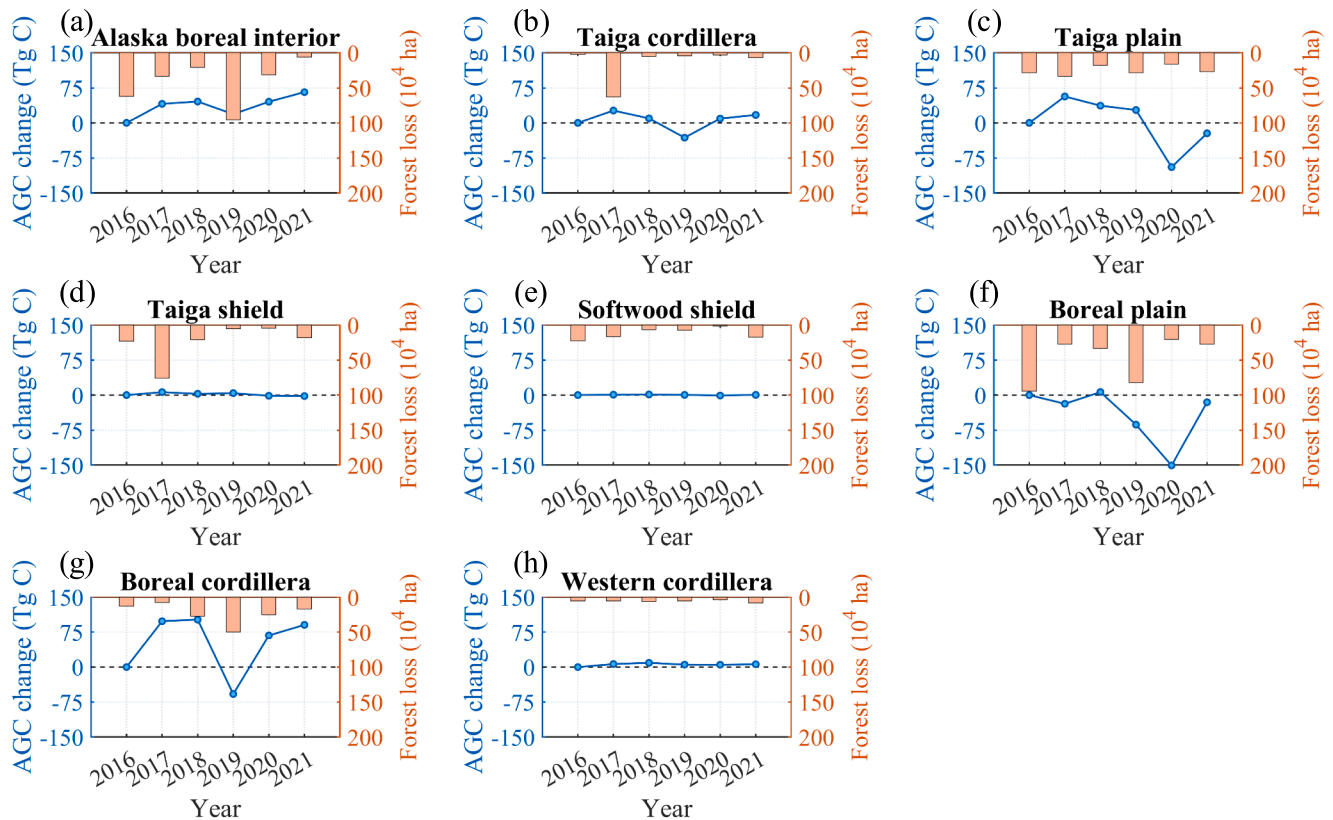 (a) (b) (c)
Alaska boreal interior Taiga cordillera Taiga plain
AGC change (Tg C) 150 75 0 -75 -150 0 50 100 150 200 Forest loss (10⁴ ha)
AGC change (Tg C) 150 75 0 -75 -150 0 50 100 150 200 Forest loss (10⁴ ha)
AGC change (Tg C) 150 75 0 -75 -150 0 50 100 150 200 Forest loss (10⁴ ha)
2016 2017 2018 2019 2020 2021 2016 2017 2018 2019 2020 2021 2016 2017 2018 2019 2020 2021
Year Year Year
(d) (e) (f)
Taiga shield Softwood shield Boreal plain
AGC change (Tg C) 150 75 0 -75 -150 0 50 100 150 200 Forest loss (10⁴ ha)
AGC change (Tg C) 150 75 0 -75 -150 0 50 100 150 200 Forest loss (10⁴ ha)
AGC change (Tg C) 150 75 0 -75 -150 0 50 100 150 200 Forest loss (10⁴ ha)
2016 2017 2018 2019 2020 2021 2016 2017 2018 2019 2020 2021 2016 2017 2018 2019 2020 2021
Year Year Year
(g) (h)
Boreal cordillera Western cordillera
AGC change (Tg C) 150 75 0 -75 -150 0 50 100 150 200 Forest loss (10⁴ ha)
AGC change (Tg C) 150 75 0 -75 -150 0 50 100 150 200 Forest loss (10⁴ ha)
2016 2017 2018 2019 2020 2021 2016 2017 2018 2019 2020 2021
Year Year